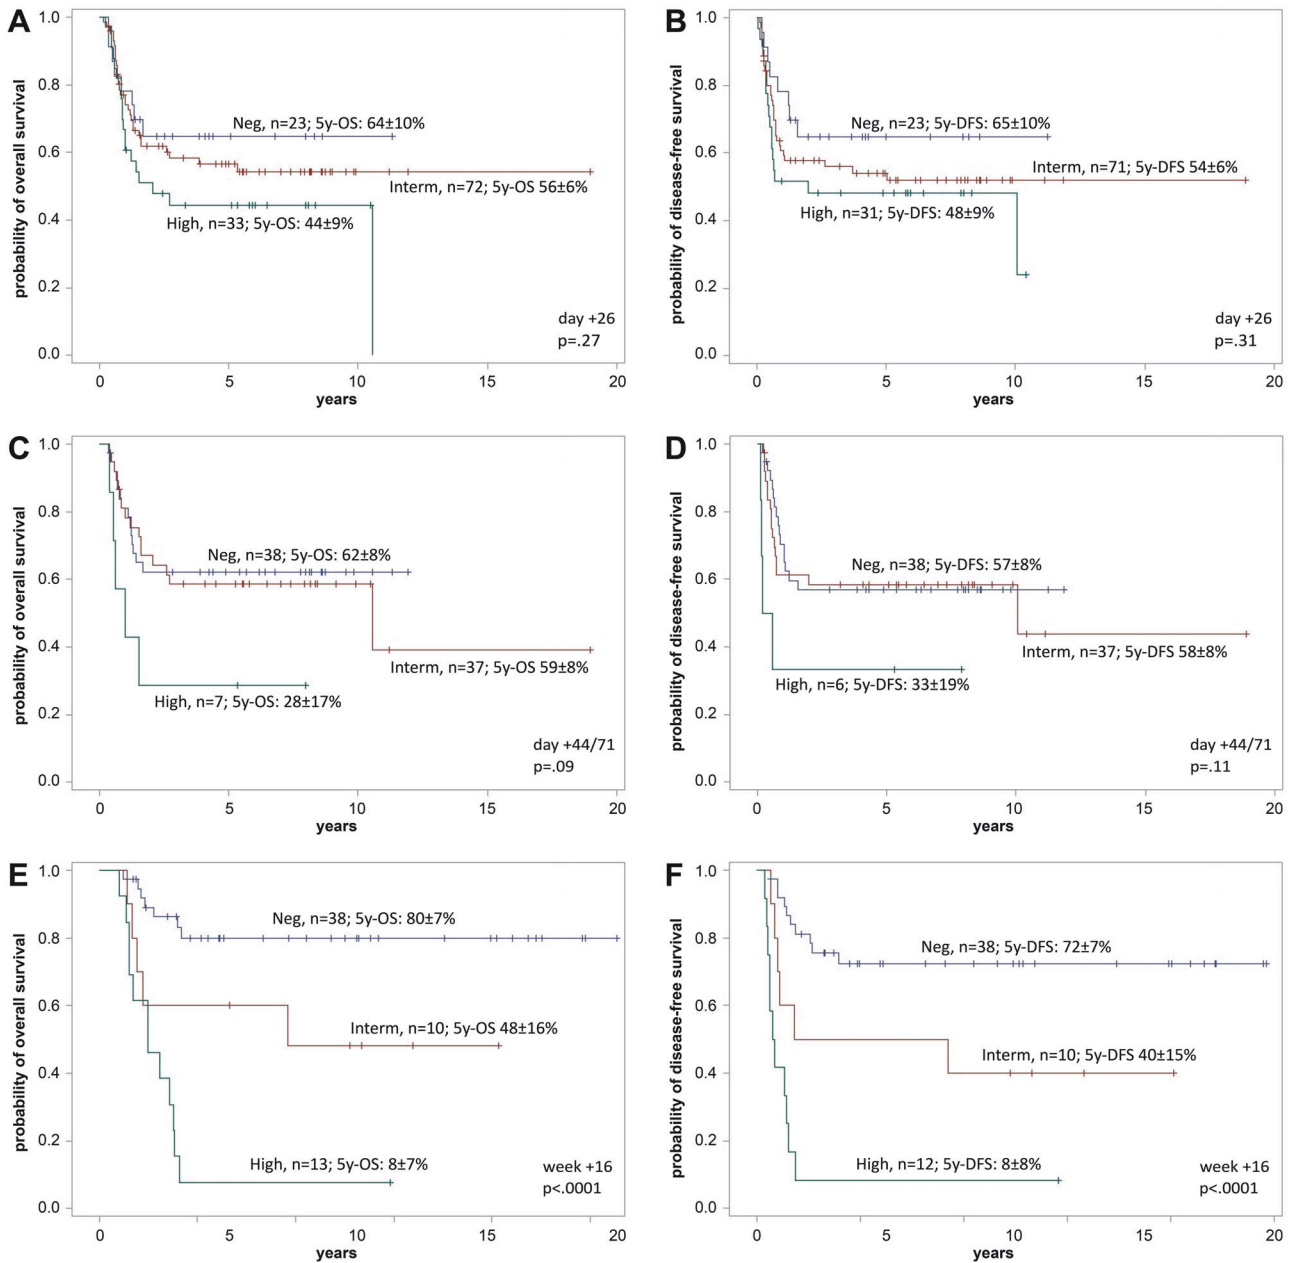 A
probability of overall survival
1.0
0.8
0.6
0.4
0.2
0.0
Neg, n=23; 5y-OS: 64±10%
Interm, n=72; 5y-OS 56±6%
High, n=33; 5y-OS: 44±9%
day +26
p=.27
0 5 10 15 20
years
B
probability of disease-free survival
1.0
0.8
0.6
0.4
0.2
0.0
Neg, n=23; 5y-DFS: 65±10%
Interm, n=71; 5y-DFS 54±6%
High, n=31; 5y-DFS: 48±9%
day +26
p=.31
0 5 10 15 20
years
C
probability of overall survival
1.0
0.8
0.6
0.4
0.2
0.0
Neg, n=38; 5y-OS: 62±8%
Interm, n=37; 5y-OS 59±8%
High, n=7; 5y-OS: 28±17%
day +44/71
p=.09
0 5 10 15 20
years
D
probability of disease-free survival
1.0
0.8
0.6
0.4
0.2
0.0
Neg, n=38; 5y-DFS: 57±8%
Interm, n=37; 5y-DFS 58±8%
High, n=6; 5y-DFS: 33±19%
day +44/71
p=.11
0 5 10 15 20
years
E
probability of overall survival
1.0
0.8
0.6
0.4
0.2
0.0
Neg, n=38; 5y-OS: 80±7%
Interm, n=10; 5y-OS 48±16%
High, n=13; 5y-OS: 8±7%
week +16
p<.0001
0 5 10 15 20
years
F
probability of disease-free survival
1.0
0.8
0.6
0.4
0.2
0.0
Neg, n=38; 5y-DFS: 72±7%
Interm, n=10; 5y-DFS 40±15%
High, n=12; 5y-DFS: 8±8%
week +16
p<.0001
0 5 10 15 20
years